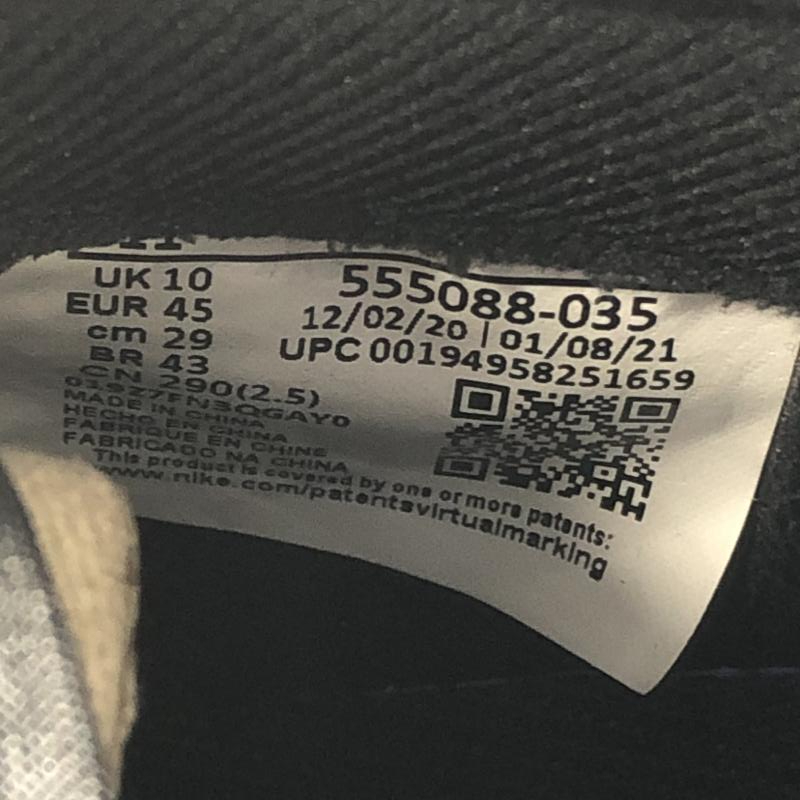 UK 10
EUR 45
cm 29
BR 43
CN 290(2.5)
555088-035
12/02/20 | 01/08/21
UPC 00194958251659
MADE IN CHINA
HECHO EN CHINA
FABRIQUE EN CHINE
FABRICADO NA CHINA
This product is covered by one or more patents:
www.nike.com/patentsvirtualmarking